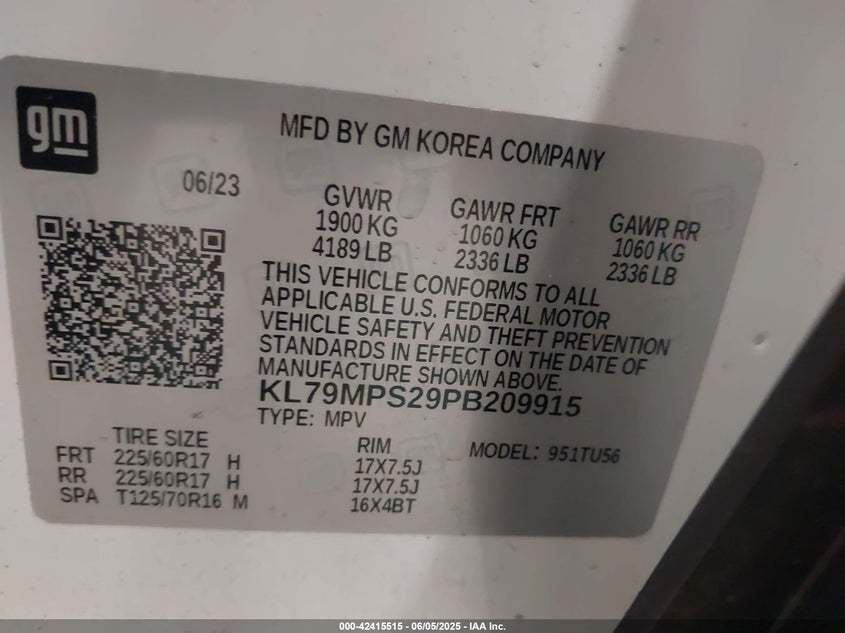 gm
MFD BY GM KOREA COMPANY
06/23
GVWR GAWR FRT GAWR RR
1900 KG 1060 KG 1060 KG
4189 LB 2336 LB 2336 LB
THIS VEHICLE CONFORMS TO ALL
APPLICABLE U.S. FEDERAL MOTOR
VEHICLE SAFETY AND THEFT PREVENTION
STANDARDS IN EFFECT ON THE DATE OF
MANUFACTURE SHOWN ABOVE.
KL79MPS29PB209915
TYPE: MPV
TIRE SIZE RIM MODEL: 951TU56
FRT 225/60R17 H 17X7.5J
RR 225/60R17 H 17X7.5J
SPA T125/70R16 M 16X4BT
000-42415515 - 06/05/2025 - IAA Inc.